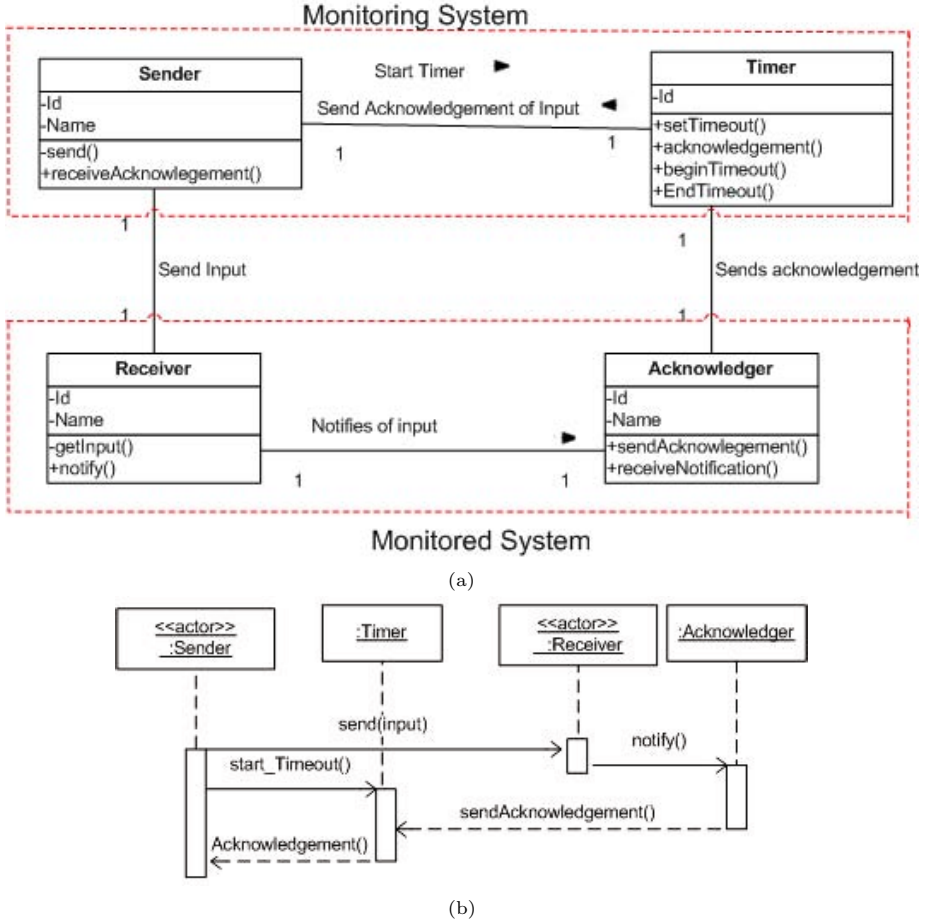 Monitoring System
Sender
-Id
-Name
-send()
+receiveAcknowlegement()
Start Timer
Send Acknowledgement of Input
1
1
Timer
-Id
+setTimeout()
+acknowledgement()
+beginTimeout()
+EndTimeout()
1
1
Send Input
Sends acknowledgement
1
1
Receiver
-Id
-Name
-getInput()
+notify()
Notifies of input
1
1
Acknowledger
-Id
-Name
+sendAcknowlegement()
+receiveNotification()
Monitored System
(a)
<<actor>>
:Sender
:Timer
<<actor>>
:Receiver
:Acknowledger
send(input)
notify()
start_Timeout()
sendAcknowledgement()
Acknowledgement()
(b)